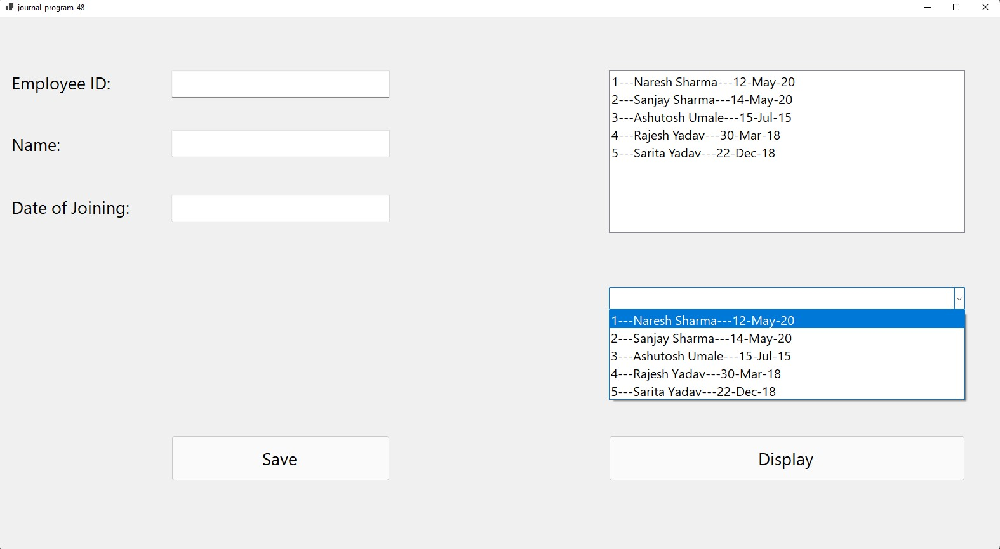 journal_program_48
Employee ID:
Name:
Date of Joining:
1---Naresh Sharma---12-May-20
2---Sanjay Sharma---14-May-20
3---Ashutosh Umale---15-Jul-15
4---Rajesh Yadav---30-Mar-18
5---Sarita Yadav---22-Dec-18
1---Naresh Sharma---12-May-20
2---Sanjay Sharma---14-May-20
3---Ashutosh Umale---15-Jul-15
4---Rajesh Yadav---30-Mar-18
5---Sarita Yadav---22-Dec-18
Save
Display